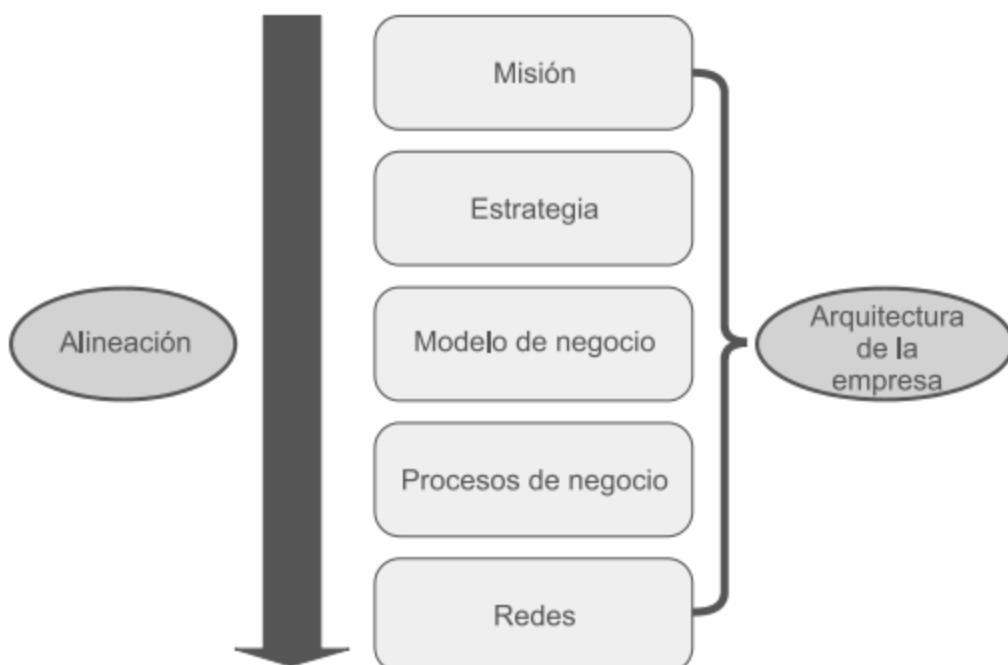 Misión
Estrategia
Alineación
Modelo de negocio
Arquitectura
de la
empresa
Procesos de negocio
Redes